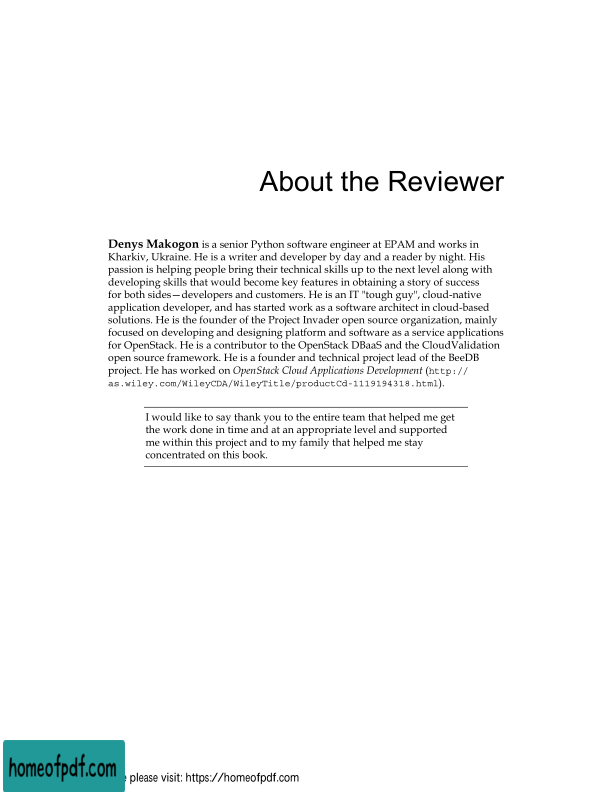 About the Reviewer
Denys Makogon is a senior Python software engineer at EPAM and works in
Kharkiv, Ukraine. He is a writer and developer by day and a reader by night. His
passion is helping people bring their technical skills up to the next level along with
developing skills that would become key features in obtaining a story of success
for both sides—developers and customers. He is an IT "tough guy", cloud-native
application developer, and has started work as a software architect in cloud-based
solutions. He is the founder of the Project Invader open source organization, mainly
focused on developing and designing platform and software as a service applications
for OpenStack. He is a contributor to the OpenStack DBaaS and the CloudValidation
open source framework. He is a founder and technical project lead of the BeeDB
project. He has worked on OpenStack Cloud Applications Development (http://
as.wiley.com/WileyCDA/WileyTitle/productCd-1119194318.html).
I would like to say thank you to the entire team that helped me get
the work done in time and at an appropriate level and supported
me within this project and to my family that helped me stay
concentrated on this book.
homeofpdf.com
please visit: https://homeofpdf.com